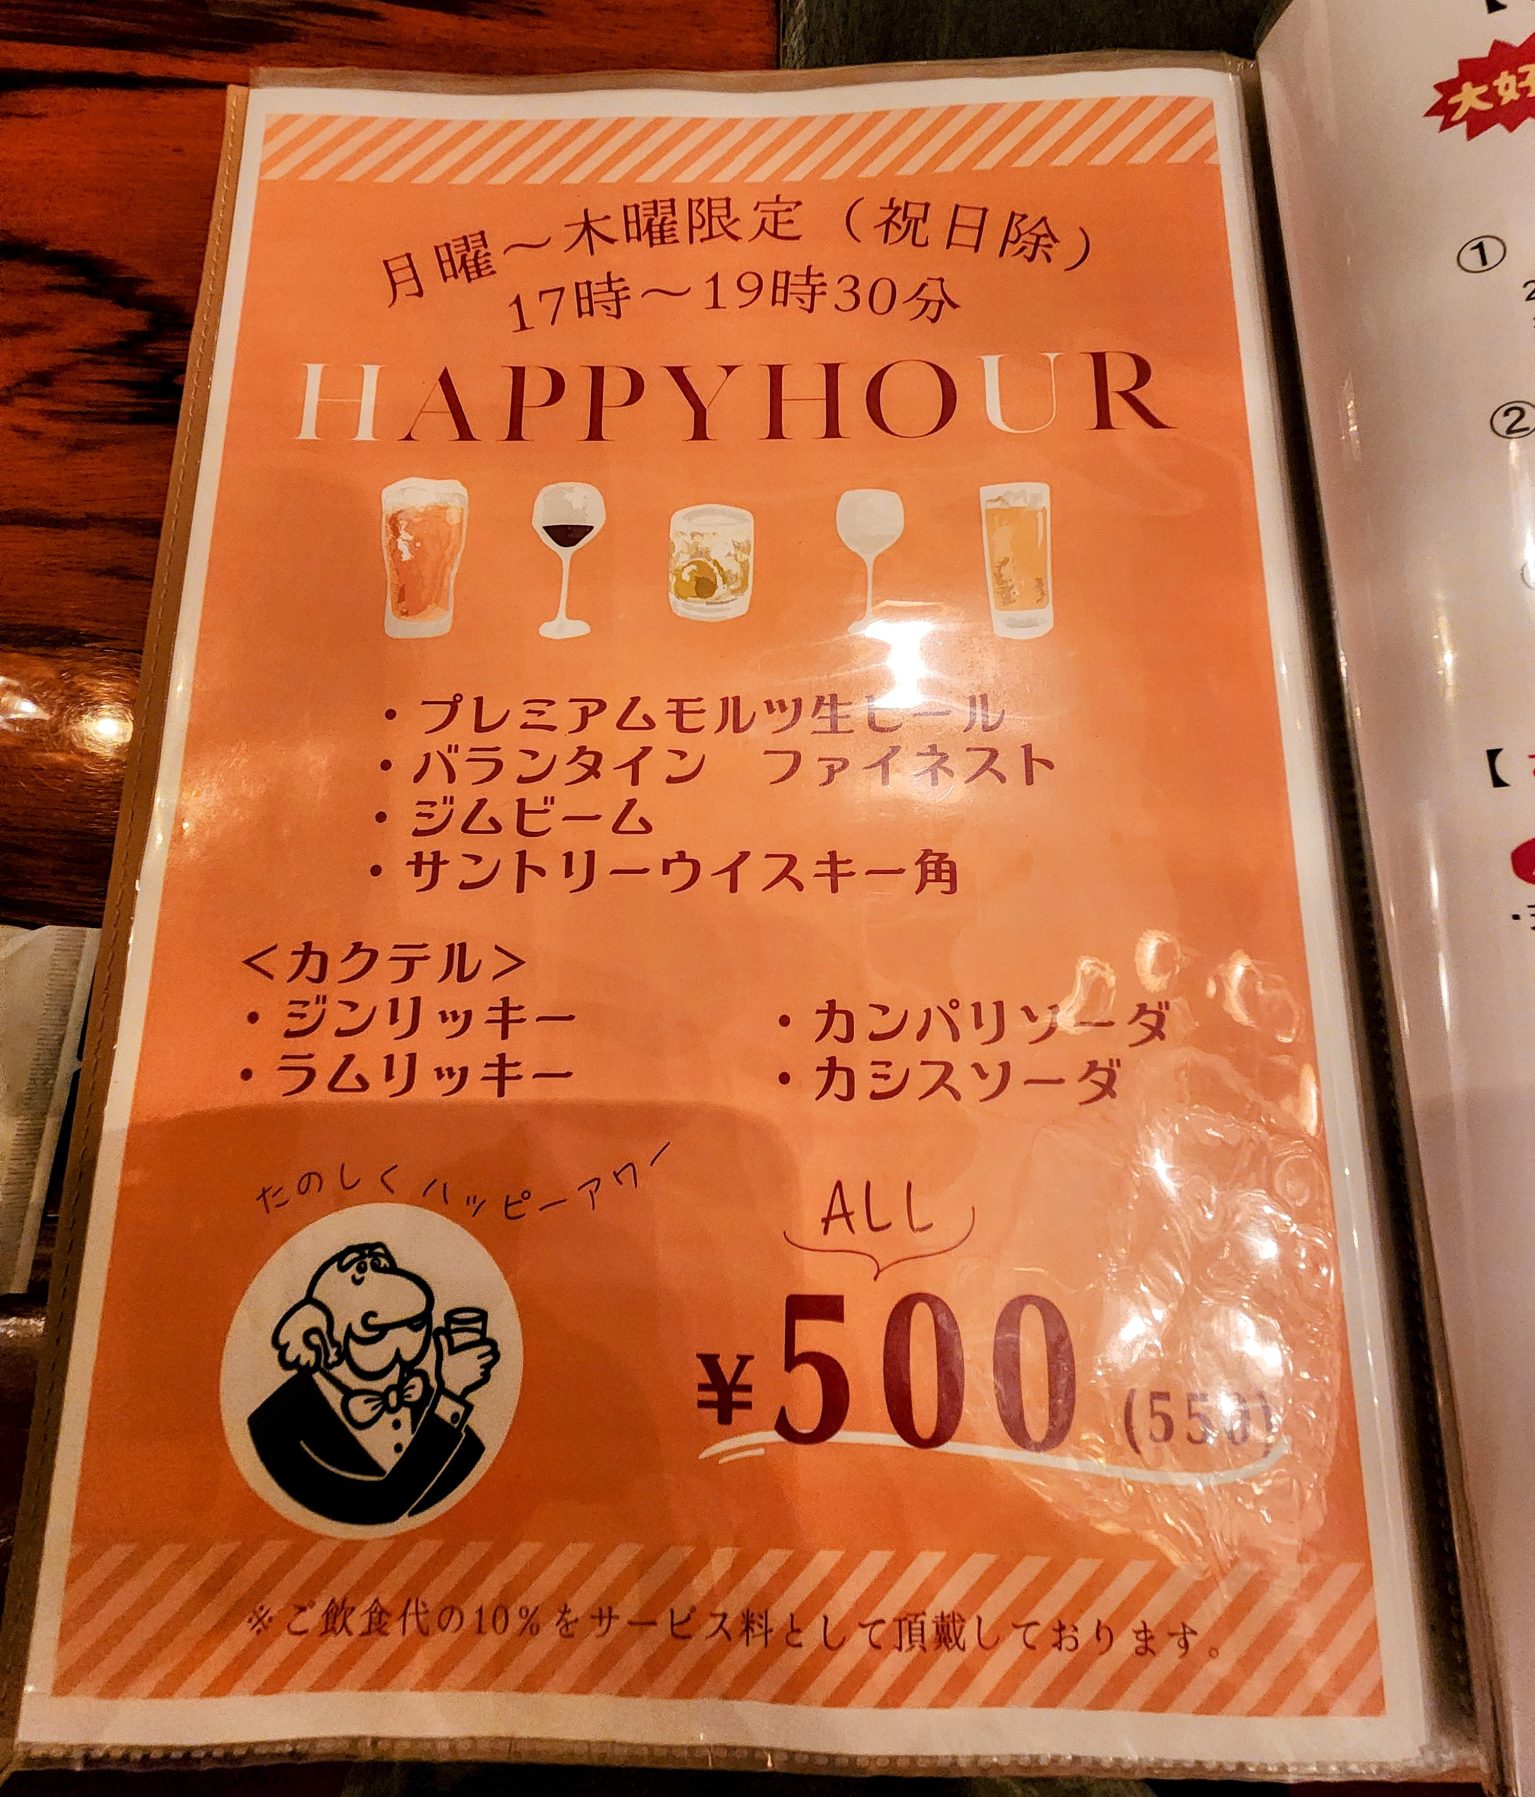 月曜～木曜限定（祝日除）
17時～19時30分
HAPPYHOUR
・プレミアムモルツ生ビール
・バランタイン ファイネスト
・ジムビーム
・サントリーウイスキー角
＜カクテル＞
・ジンリッキー
・ラムリッキー
・カンパリソーダ
・カシスソーダ
たのしくハッピーアワー
ALL
¥500 (550)
※ご飲食代の10%をサービス料として頂戴しております。
大好
①
②
【